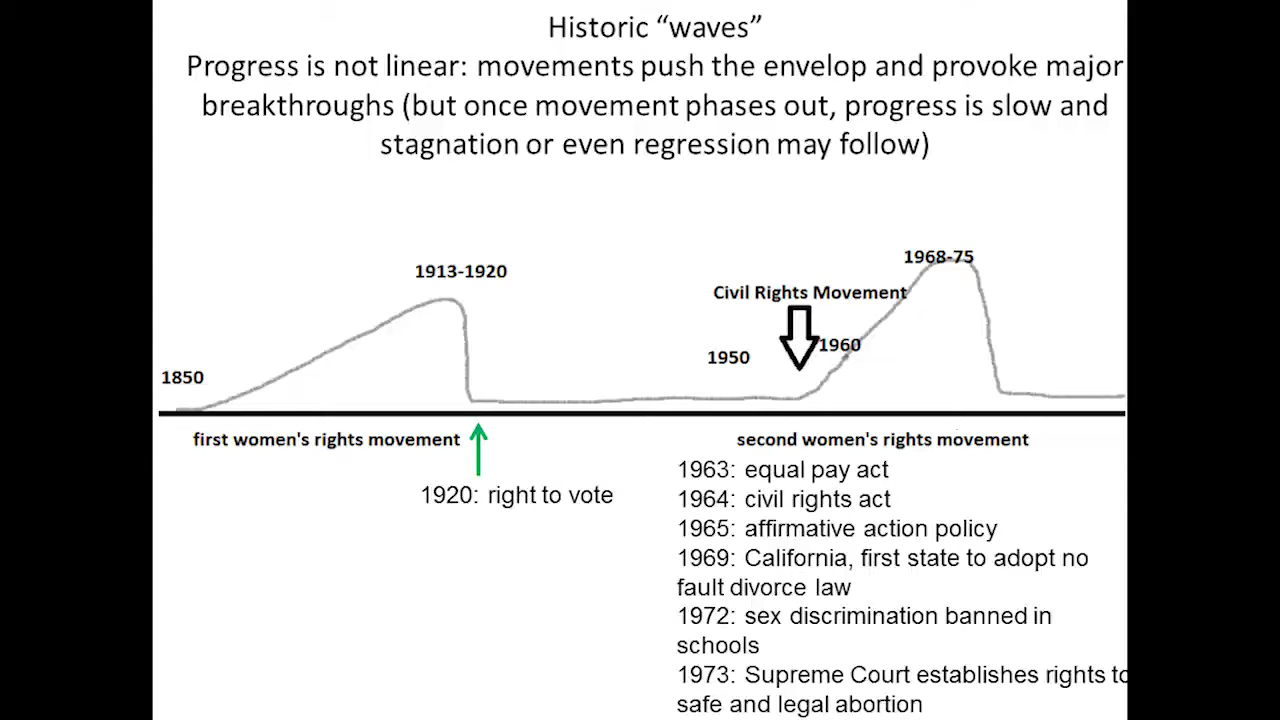 Historic “waves”
Progress is not linear: movements push the envelop and provoke major
breakthroughs (but once movement phases out, progress is slow and
stagnation or even regression may follow)
1968-75
1913-1920
Civil Rights Movement
1960
1950
1850
first women's rights movement
second women's rights movement
1920: right to vote
1963: equal pay act
1964: civil rights act
1965: affirmative action policy
1969: California, first state to adopt no
fault divorce law
1972: sex discrimination banned in
schools
1973: Supreme Court establishes rights to
safe and legal abortion